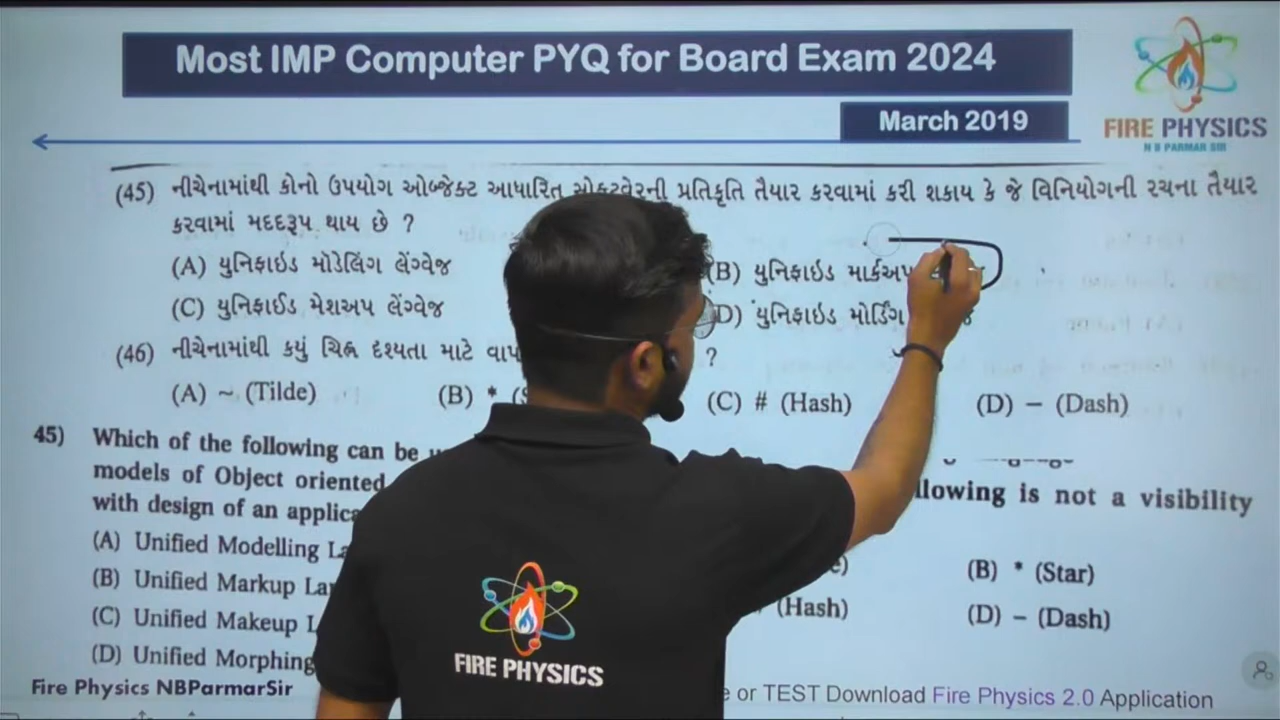 Most IMP Computer PYQ for Board Exam 2024
March 2019
FIRE PHYSICS
N B PARMAR SIR
(45) નીચેનામાંથી કોનો ઉપયોગ ઓબ્જેક્ટ આધારિત સોફ્ટવેરની પ્રતિકૃતિ તૈયાર કરવામાં કરી શકાય કે જે વિનિયોગની રચના તૈયાર
કરવામાં મદદરૂપ થાય છે ?
(A) યુનિફાઇડ મોડેલિંગ લેંગ્વેજ (B) યુનિફાઇડ માર્કઅપ
(C) યુનિફાઈડ મેશઅપ લેંગ્વેજ D) યુનિફાઇડ મોર્ડિંગ
(46) નીચેનામાંથી કયું ચિહ્ન દશ્યતા માટે ?
(A) ~ (Tilde) (B) * (C) # (Hash) (D) – (Dash)
45) Which of the following can be
models of Object oriented
with design of an
(A) Unified Modelling
(B) Unified Markup
(C) Unified Makeup
(D) Unified Morphing
following is not a visibility
(B) * (Star)
(Hash) (D) – (Dash)
FIRE PHYSICS
Fire Physics NBParmarSir
or TEST Download Fire Physics 2.0 Application